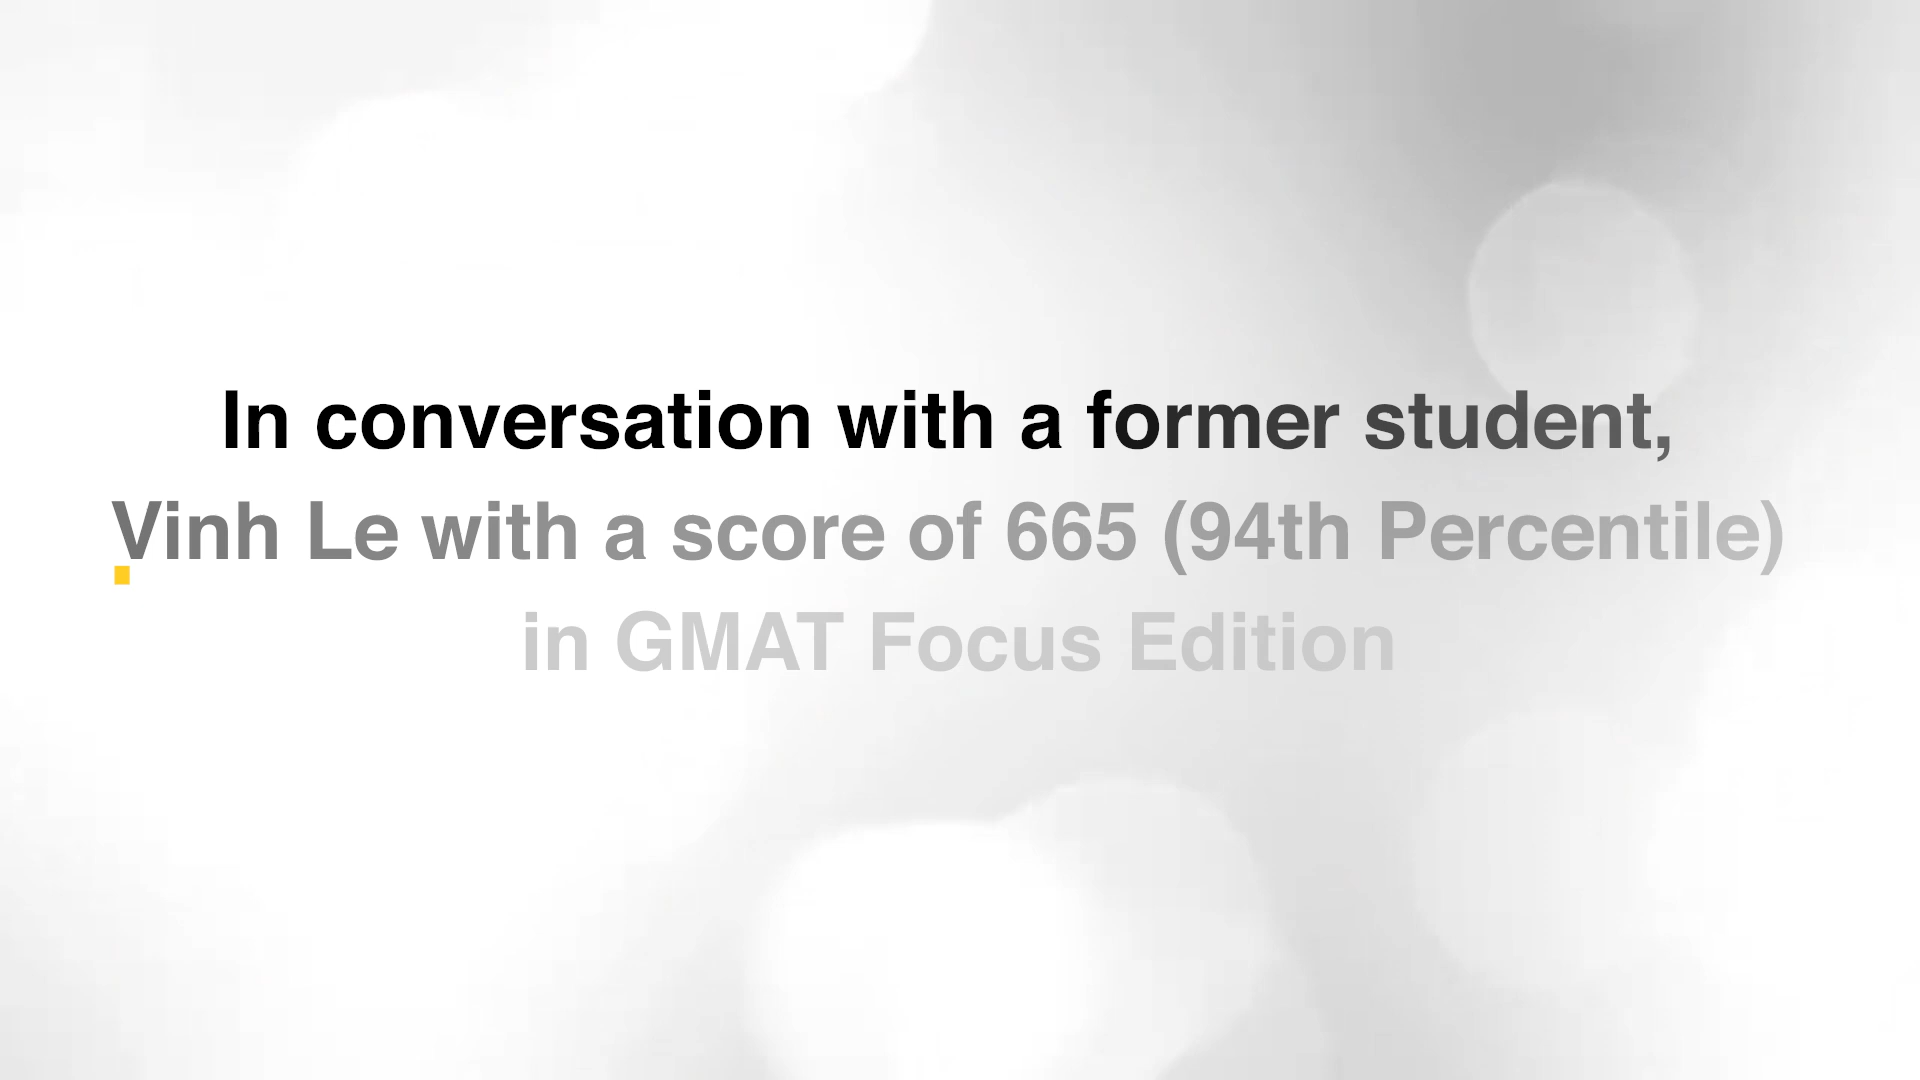 In conversation with a former student,
Vinh Le with a score of 665 (94th Percentile)
in GMAT Focus Edition